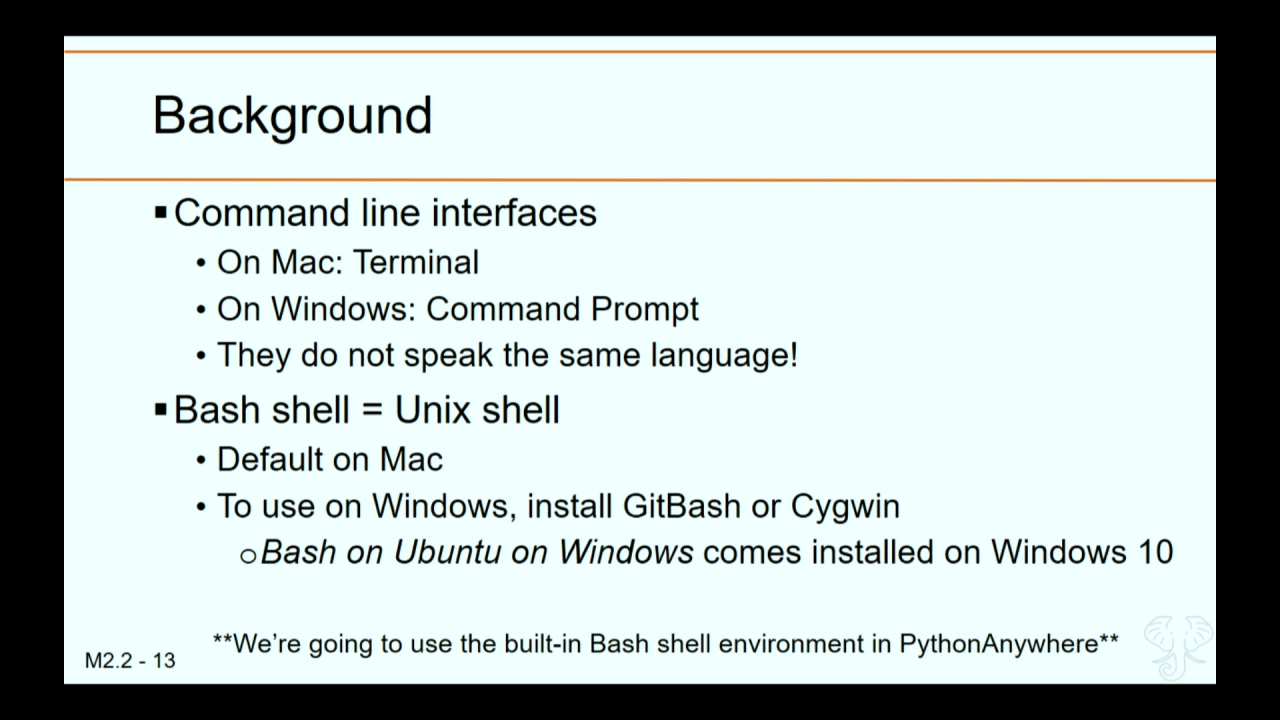 Background
▪ Command line interfaces
• On Mac: Terminal
• On Windows: Command Prompt
• They do not speak the same language!
▪ Bash shell = Unix shell
• Default on Mac
• To use on Windows, install GitBash or Cygwin
○ Bash on Ubuntu on Windows comes installed on Windows 10
**We're going to use the built-in Bash shell environment in PythonAnywhere**
M2.2 - 13